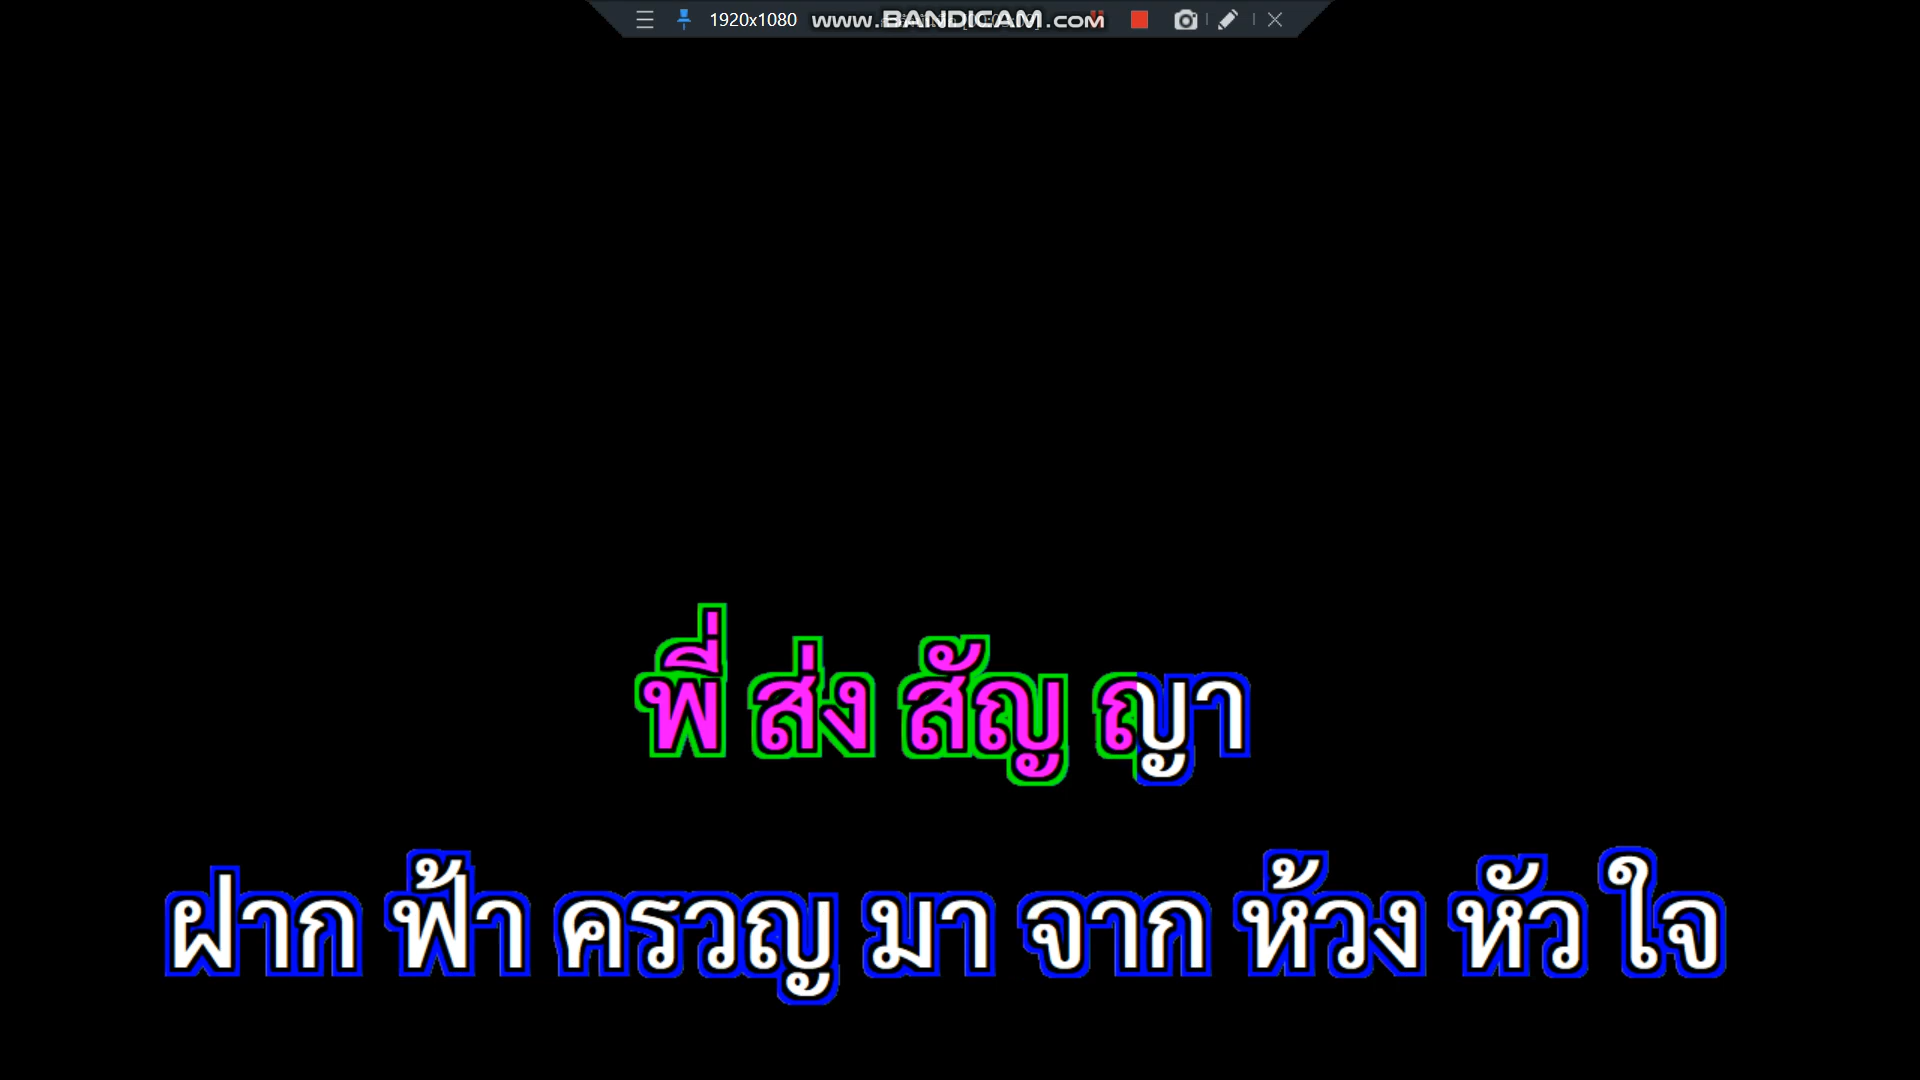 1920x1080 www.BANDICAM.com
พี่ ส่ง สัญ ญา
ฝาก ฟ้า ครวญ มา จาก ห้วง หัว ใจ